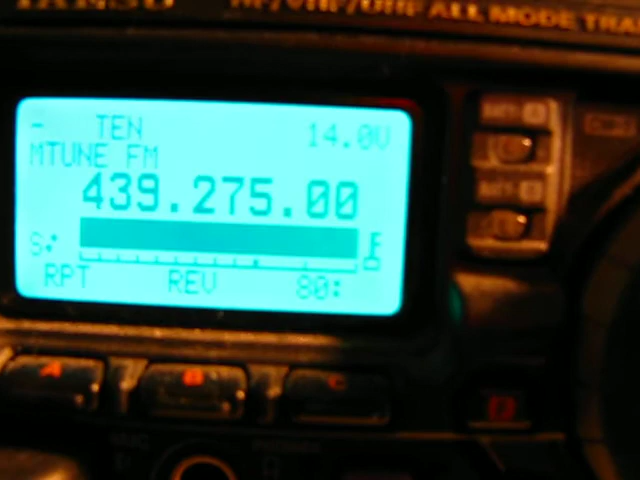 HF/VHF/UHF ALL MODE TRA
- TEN 14.0V
MTUNE FM
439.275.00
S:
RPT REV 80:
A B C
D